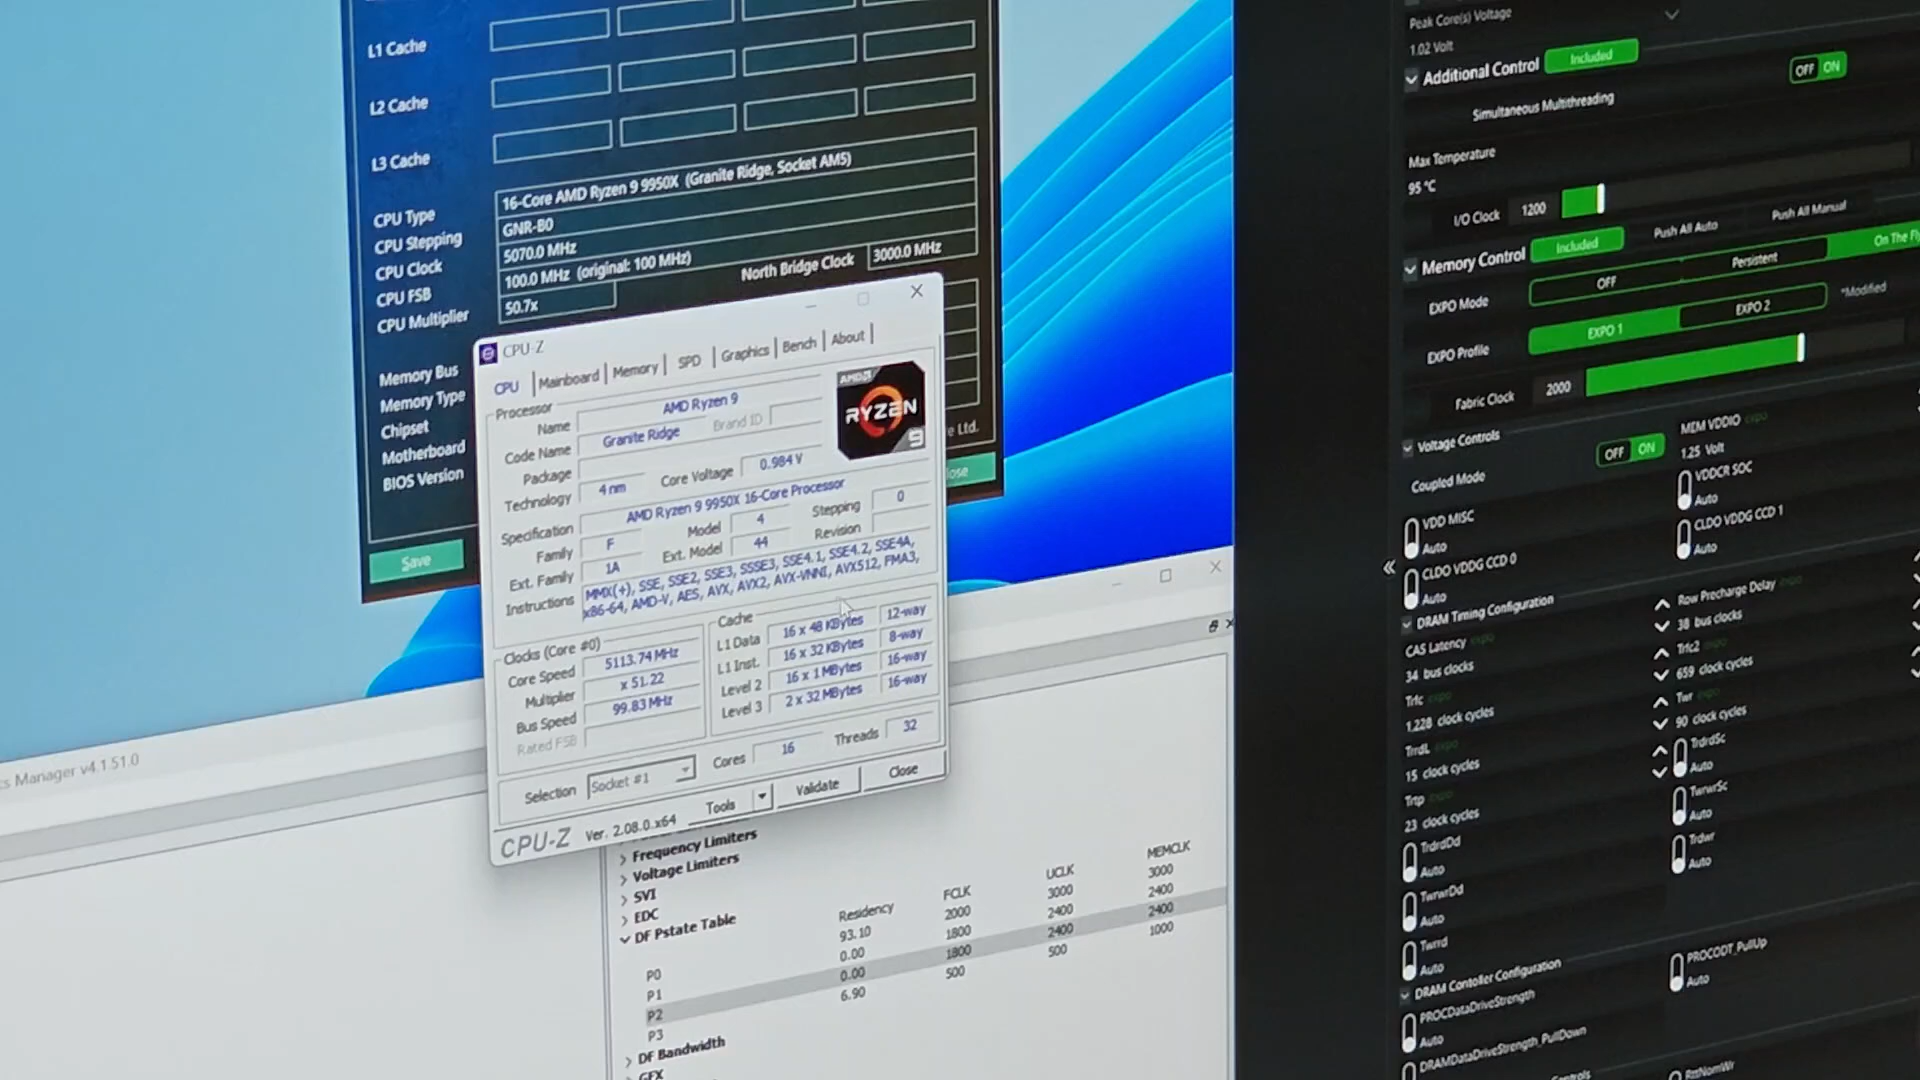 L1 Cache
L2 Cache
L3 Cache
CPU Type
16-Core AMD Ryzen 9 9950X (Granite Ridge, Socket AM5)
CPU Stepping
GNR-B0
CPU Clock
5070.0 MHz
CPU FSB
100.0 MHz (original: 100 MHz)
North Bridge Clock
3000.0 MHz
CPU Multiplier
50.7x
Memory Bus
Memory Type
Chipset
Motherboard
BIOS Version
e Ltd.
Save
CPU-Z
CPU Mainboard Memory SPD Graphics Bench About
Processor
Name
AMD Ryzen 9
Code Name
Granite Ridge
Brand ID
Package
Technology
4 nm
Core Voltage
0.984 V
Specification
AMD Ryzen 9 9950X 16-Core Processor
Family
F
Model
4
Stepping
0
Ext. Family
1A
Ext. Model
44
Revision
Instructions
MMX(+), SSE, SSE2, SSE3, SSSE3, SSE4.1, SSE4.2, SSE4A,
x86-64, AMD-V, AES, AVX, AVX2, AVX-VNNI, AVX512, FMA3,
AMD
RYZEN
9
Clocks (Core #0)
Core Speed
5113.74 MHz
Multiplier
x 51.22
Bus Speed
99.83 MHz
Rated FSB
Cache
L1 Data
16 x 48 KBytes
12-way
L1 Inst.
16 x 32 KBytes
8-way
Level 2
16 x 1 MBytes
16-way
Level 3
2 x 32 MBytes
16-way
Selection
Socket #1
Cores
16
Threads
32
CPU-Z
Ver. 2.08.0.x64
Tools
Validate
Close
cs Manager v4.1.51.0
Frequency Limiters
Voltage Limiters
SVI
EDC
DF Pstate Table
Residency FCLK UCLK MEMCLK
P0 93.10 2000 3000 3000
P1 0.00 1800 2400 2400
P2 0.00 1800 2400 2400
P3 6.90 500 500 1000
DF Bandwidth
GFX
Peak Core(s) Voltage
1.02 Volt
Additional Control
Included
Simultaneous Multithreading
OFF ON
Max Temperature
95 °C
I/O Clock
1200
Memory Control
Included
Push All Auto
Push All Manual
EXPO Mode
OFF
Persistent
On The Fl
EXPO Profile
EXPO 1
EXPO 2
*Modified
Fabric Clock
2000
Voltage Controls
Coupled Mode
OFF ON
MEM VDDIO expo
1.25 Volt
VDD MISC
Auto
VDDCR SOC
Auto
CLDO VDDG CCD 0
Auto
CLDO VDDG CCD 1
Auto
DRAM Timing Configuration
CAS Latency expo
34 bus clocks
Row Precharge Delay expo
38 bus clocks
Trfc expo
1,228 clock cycles
Trfc2 expo
659 clock cycles
TrrdL expo
15 clock cycles
Twr expo
90 clock cycles
Trtp expo
23 clock cycles
TrdrdSc
Auto
TrdrdDd
Auto
TwrwrSc
Auto
TwrwrDd
Auto
Trdwr
Auto
Twrrd
Auto
DRAM Contoller Configuration
PROCDataDriveStrength
Auto
PROCODT_PullUp
Auto
DRAMDataDriveStrength_PullDown
RttNomWr